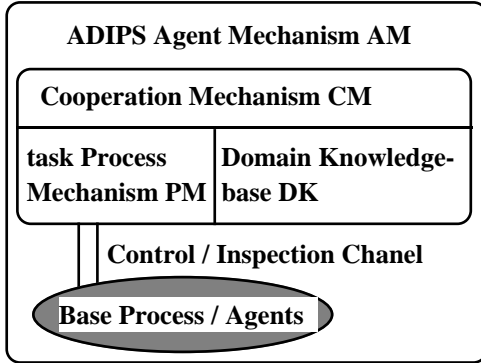 ADIPS Agent Mechanism AM
Cooperation Mechanism CM
task Process
Mechanism PM
Domain Knowledge-
base DK
Control / Inspection Chanel
Base Process / Agents